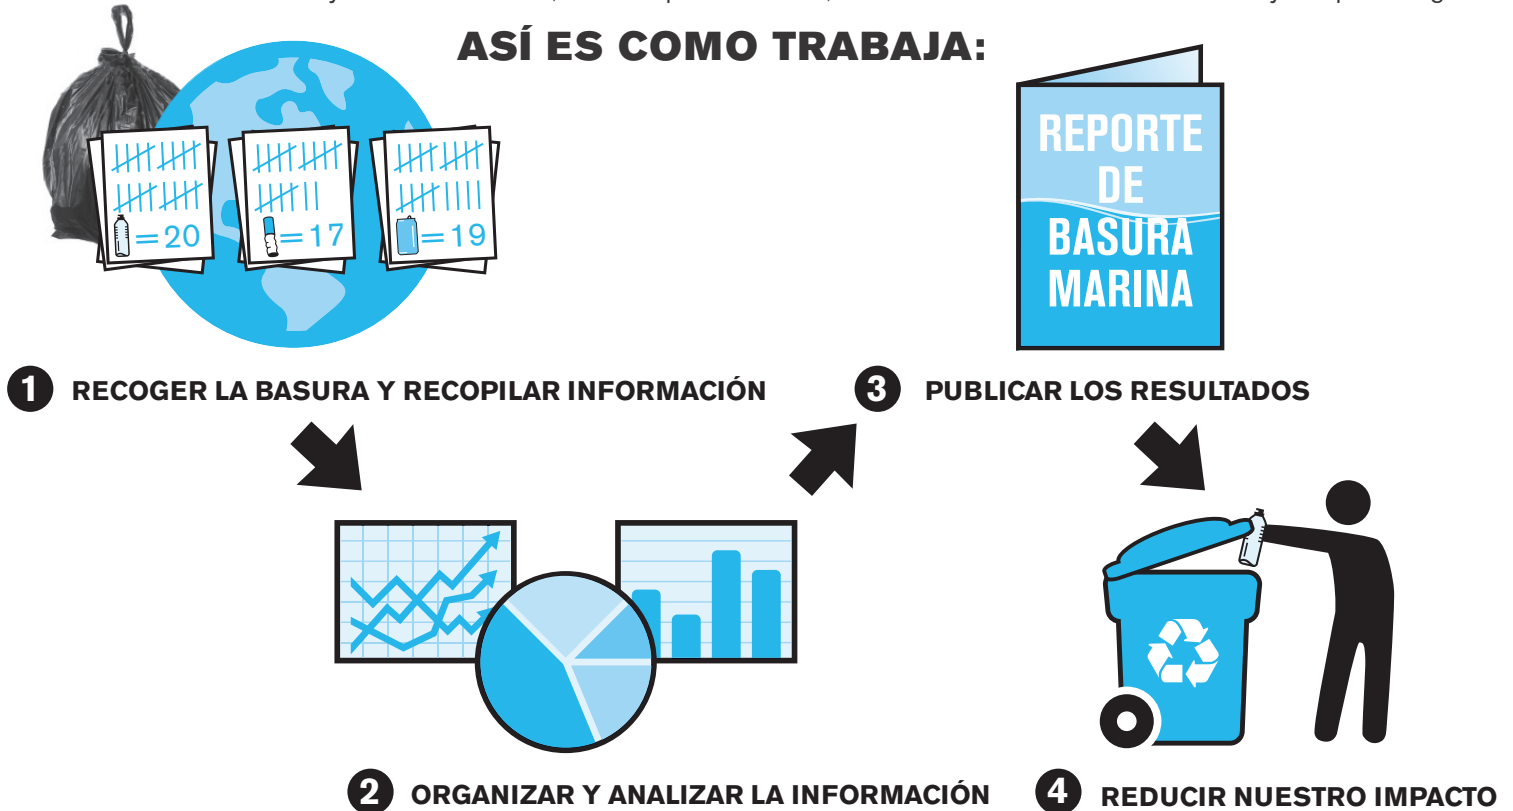 ASÍ ES COMO TRABAJA:
=20
=17
=19
REPORTE
DE
BASURA
MARINA
1 RECOGER LA BASURA Y RECOPILAR INFORMACIÓN
3 PUBLICAR LOS RESULTADOS
2 ORGANIZAR Y ANALIZAR LA INFORMACIÓN
4 REDUCIR NUESTRO IMPACTO